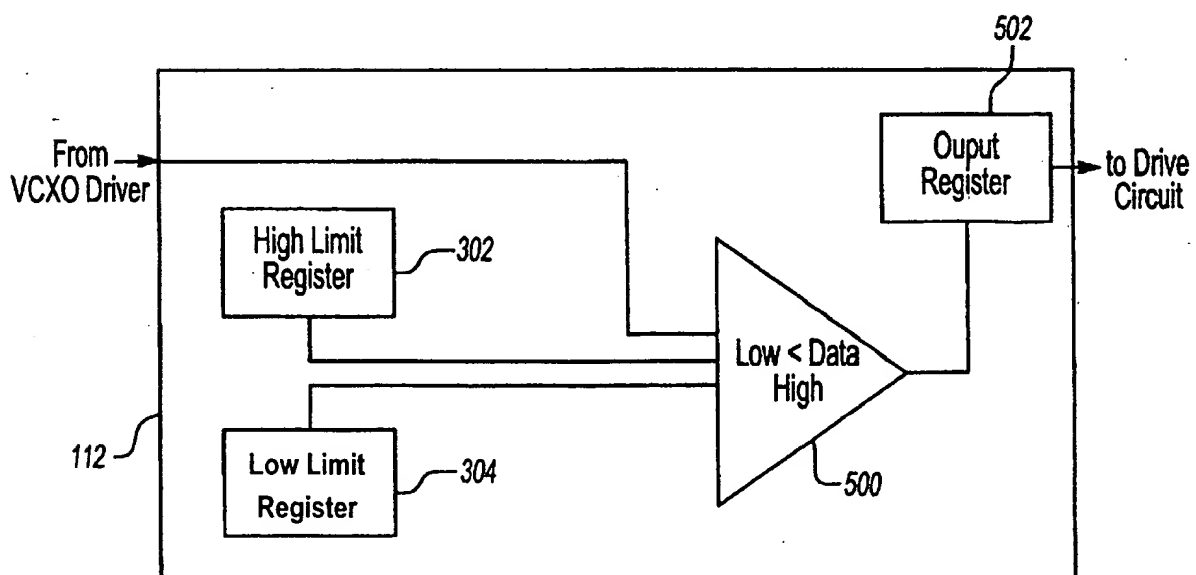 502
From
VCXO Driver
Ouput
Register
to Drive
Circuit
High Limit
Register
302
Low < Data
High
112
Low Limit
Register
304
500